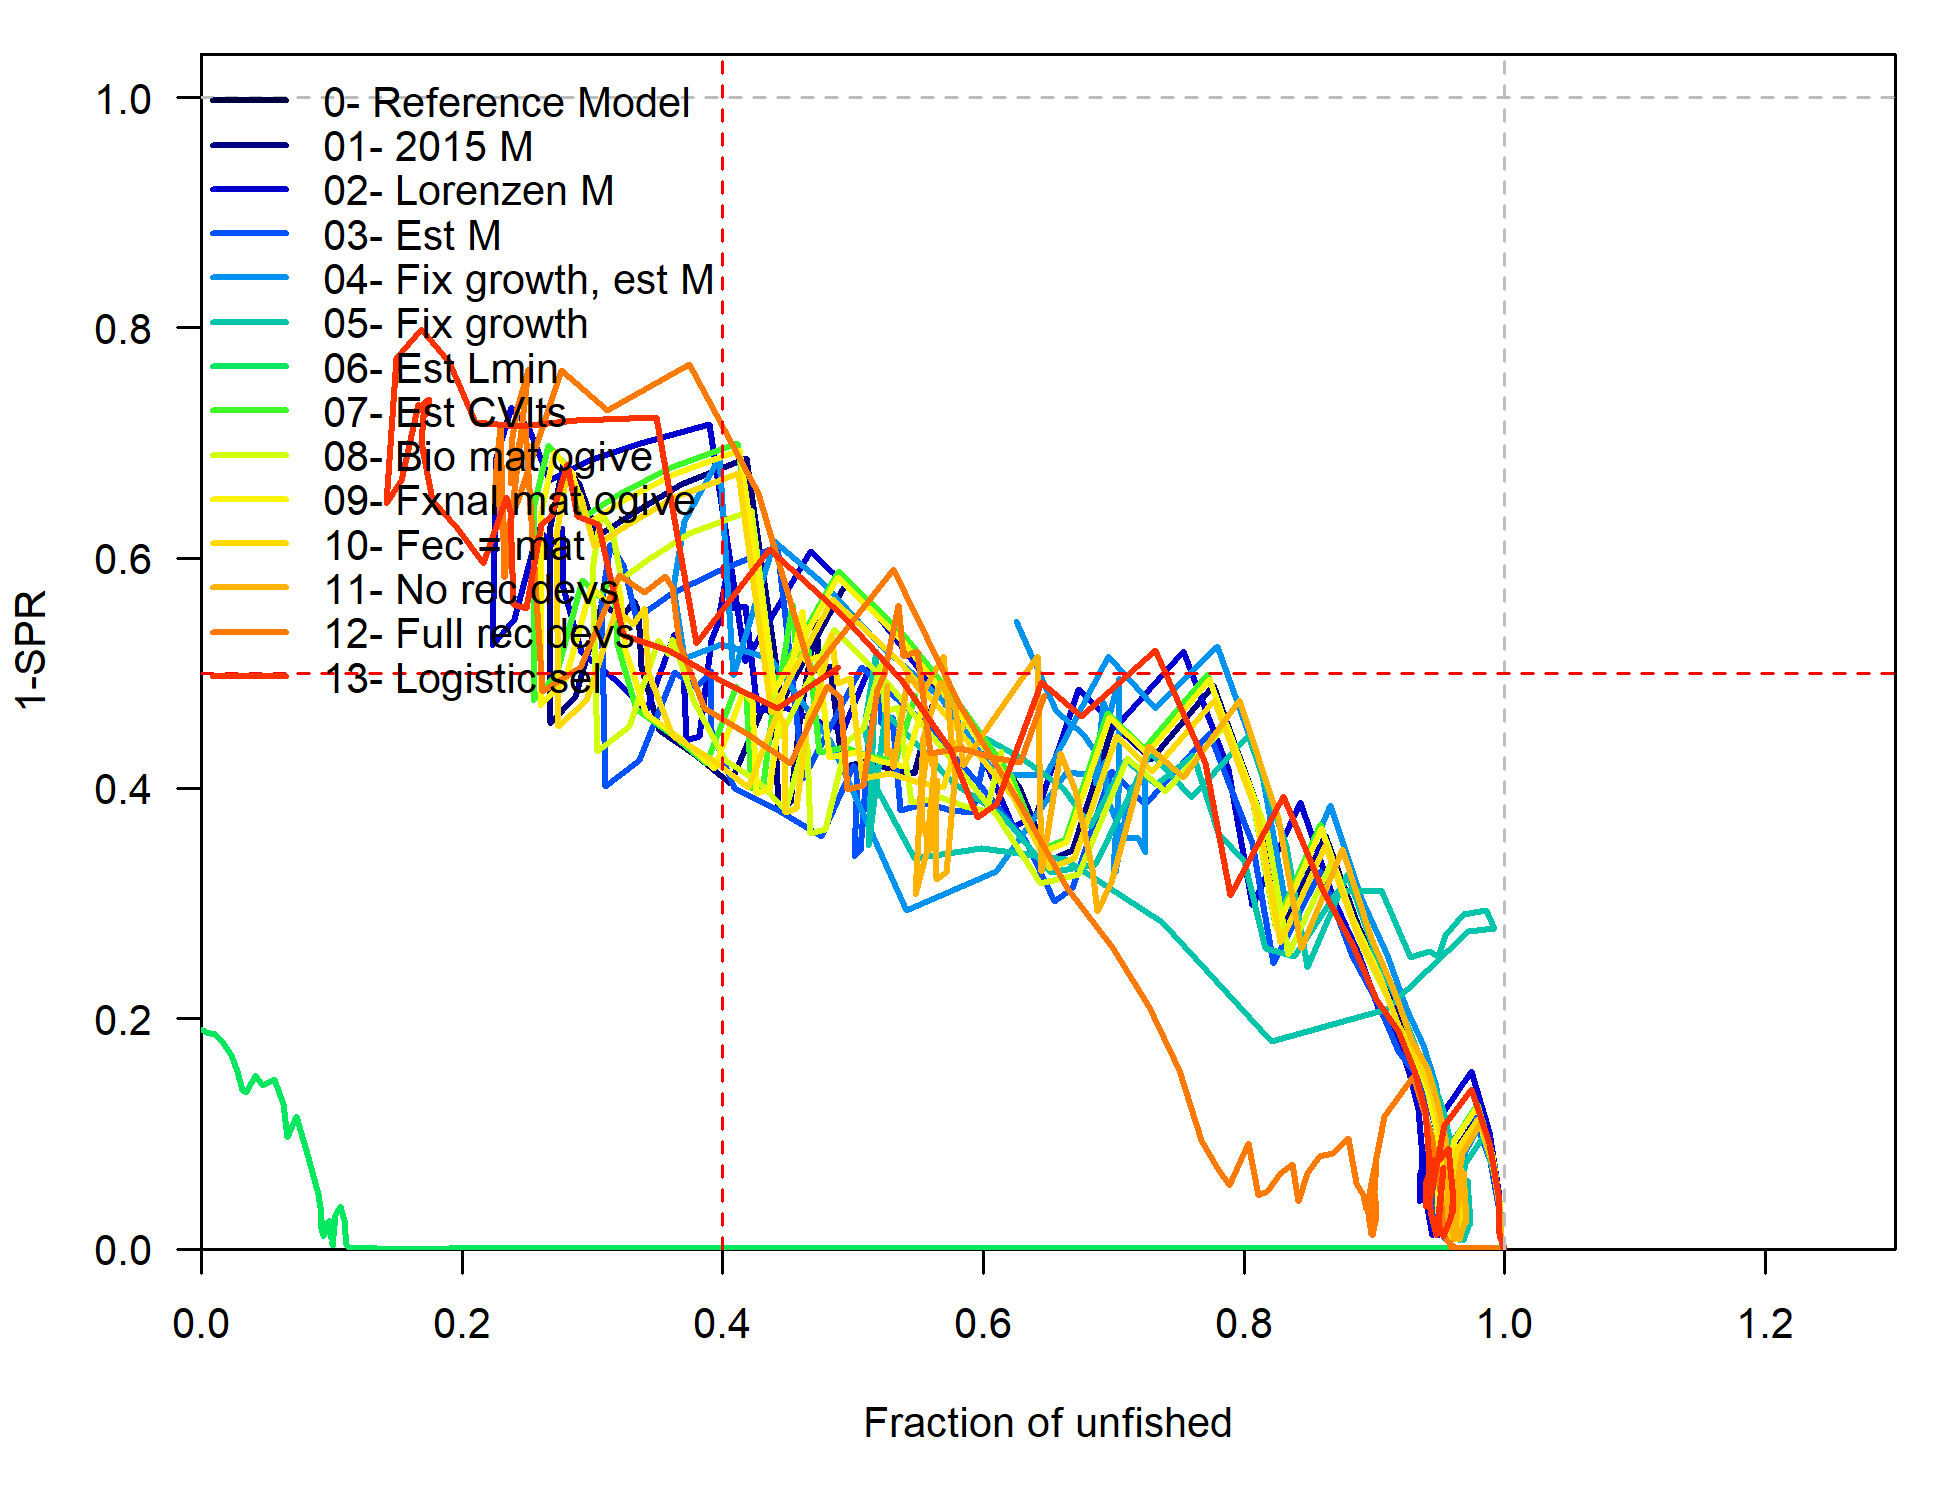 1.0
0.8
0.6
0.4
0.2
0.0
1-SPR
0- Reference Model
01- 2015 M
02- Lorenzen M
03- Est M
04- Fix growth, est M
05- Fix growth
06- Est Lmin
07- Est CVlts
08- Bio mat ogive
09- Fxnal mat ogive
10- Fec = mat
11- No rec devs
12- Full rec devs
13- Logistic sel
0.0 0.2 0.4 0.6 0.8 1.0 1.2
Fraction of unfished